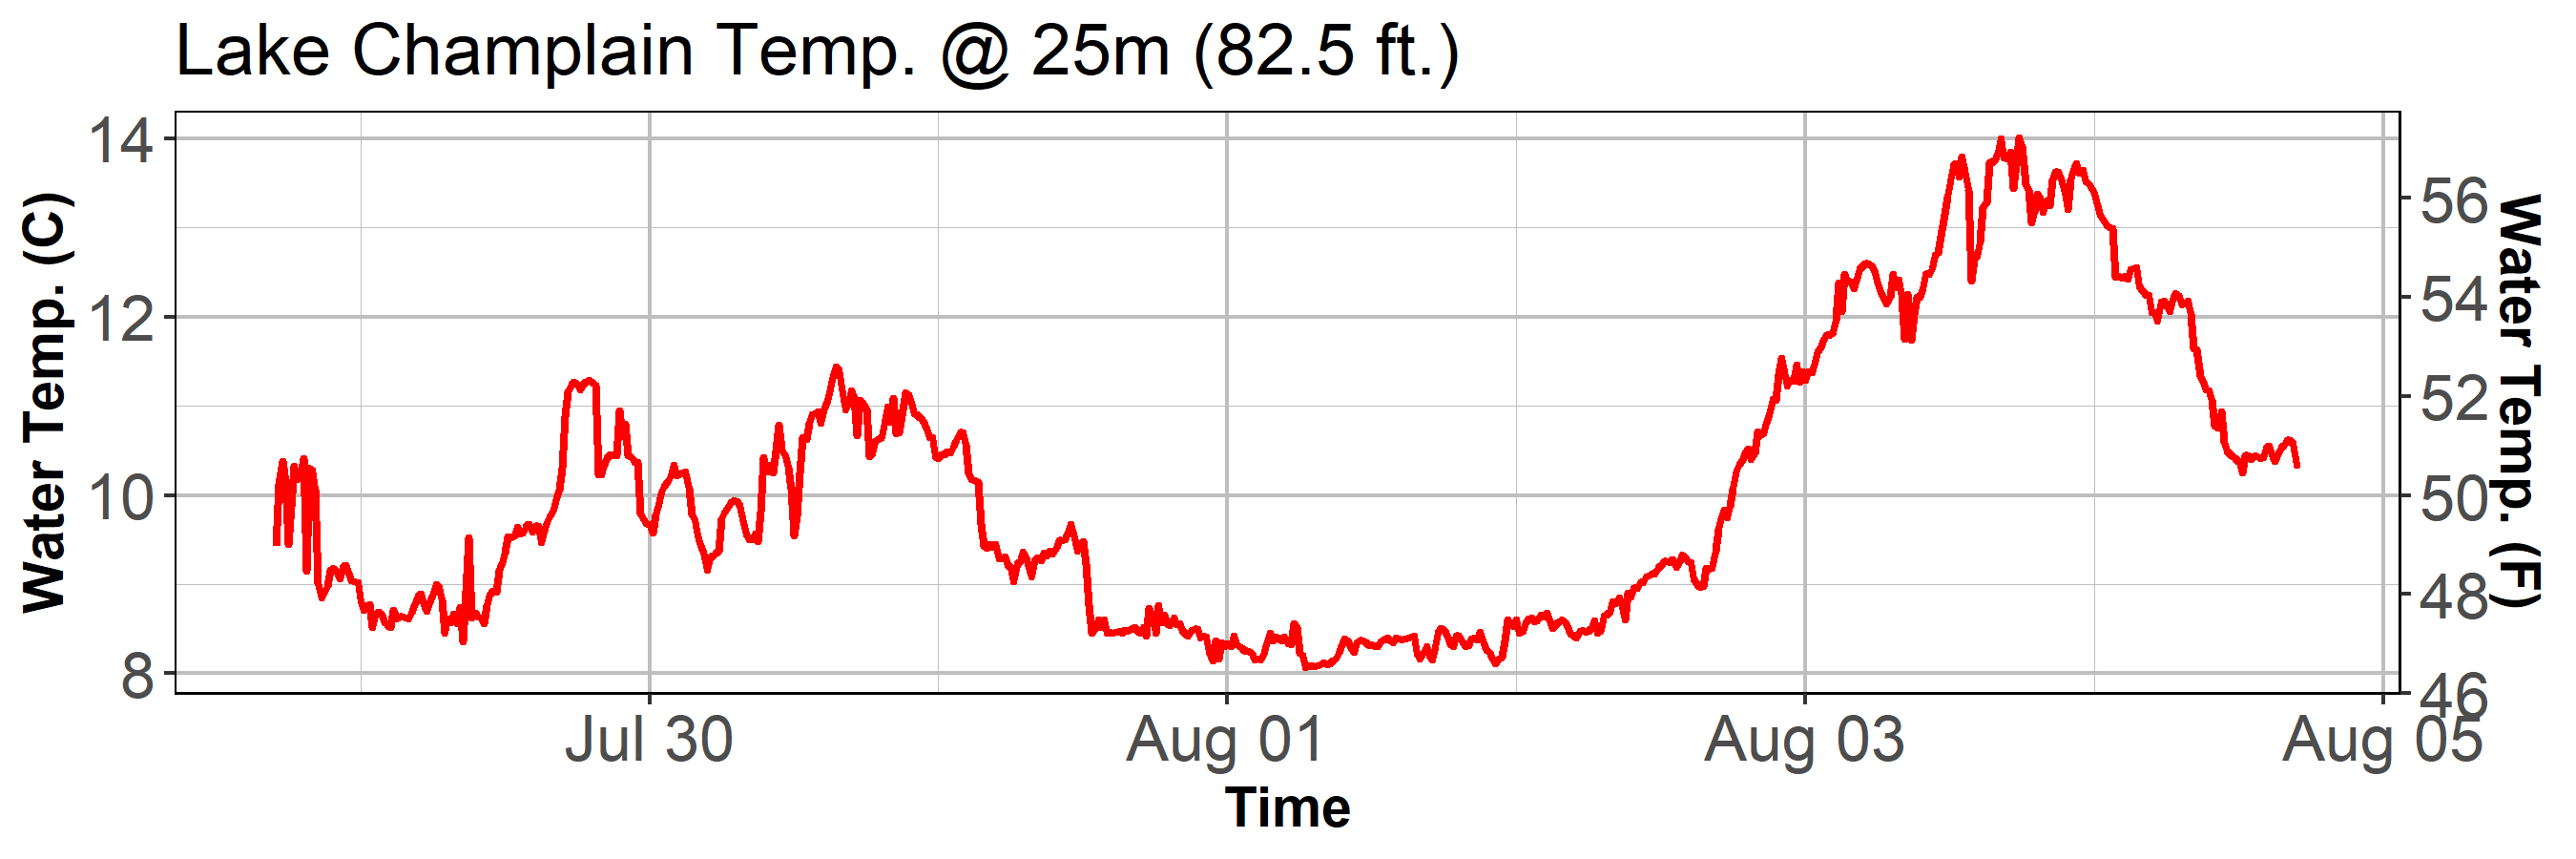 Lake Champlain Temp. @ 25m (82.5 ft.)
Water Temp. (C)
14
12
10
8
56
54
52
50
48
46
Water Temp. (F)
Jul 30
Aug 01
Aug 03
Aug 05
Time